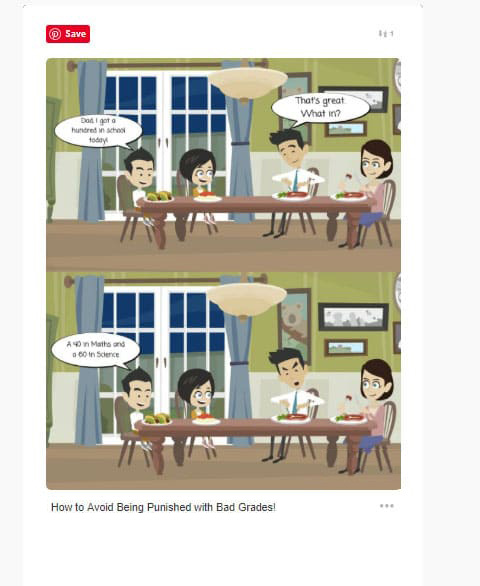 Save
1
Dad, I got a
hundred in school
today!
That's great.
What in?
A 40 in Maths and
a 60 in Science
How to Avoid Being Punished with Bad Grades!